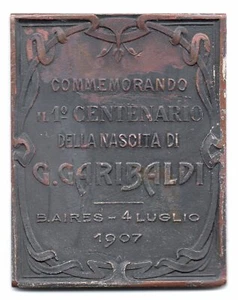 COMMEMORANDO
IL 1º CENTENARIO
DELLA NASCITA DI
G. GARIBALDI
B. AIRES - 4 LUGLIO
1907